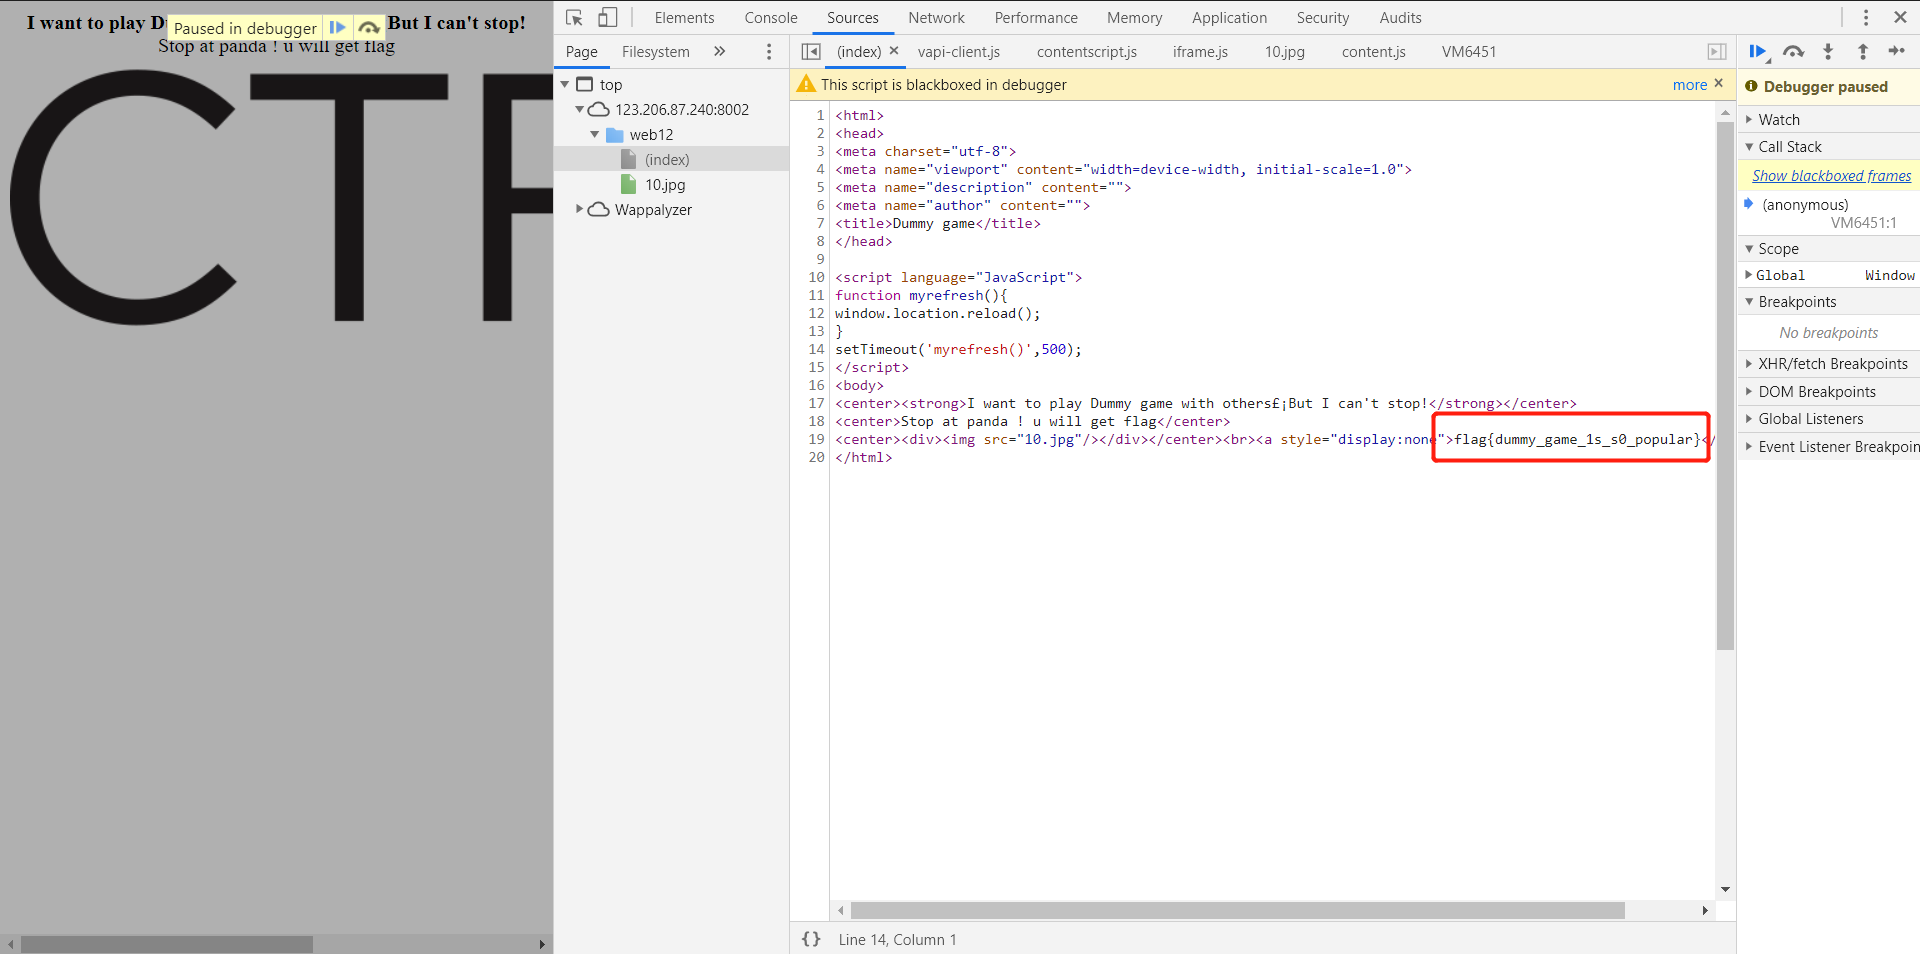 I want to play Du
But I can't stop!
Paused in debugger
Stop at panda ! u will get flag
CTF
Elements Console Sources Network Performance Memory Application Security Audits
Page Filesystem »
(index) × vapi-client.js contentscript.js iframe.js 10.jpg content.js VM6451
top
123.206.87.240:8002
web12
(index)
10.jpg
Wappalyzer
This script is blackboxed in debugger more ×
1 <html>
2 <head>
3 <meta charset="utf-8">
4 <meta name="viewport" content="width=device-width, initial-scale=1.0">
5 <meta name="description" content="">
6 <meta name="author" content="">
7 <title>Dummy game</title>
8 </head>
9
10 <script language="JavaScript">
11 function myrefresh(){
12 window.location.reload();
13 }
14 setTimeout('myrefresh()',500);
15 </script>
16 <body>
17 <center><strong>I want to play Dummy game with others£¡But I can't stop!</strong></center>
18 <center>Stop at panda ! u will get flag</center>
19 <center><div><img src="10.jpg"/></div></center><br><a style="display:none">flag{dummy_game_1s_s0_popular}</
20 </html>
{} Line 14, Column 1
Debugger paused
Watch
Call Stack
Show blackboxed frames
(anonymous)
VM6451:1
Scope
Global Window
Breakpoints
No breakpoints
XHR/fetch Breakpoints
DOM Breakpoints
Global Listeners
Event Listener Breakpoin